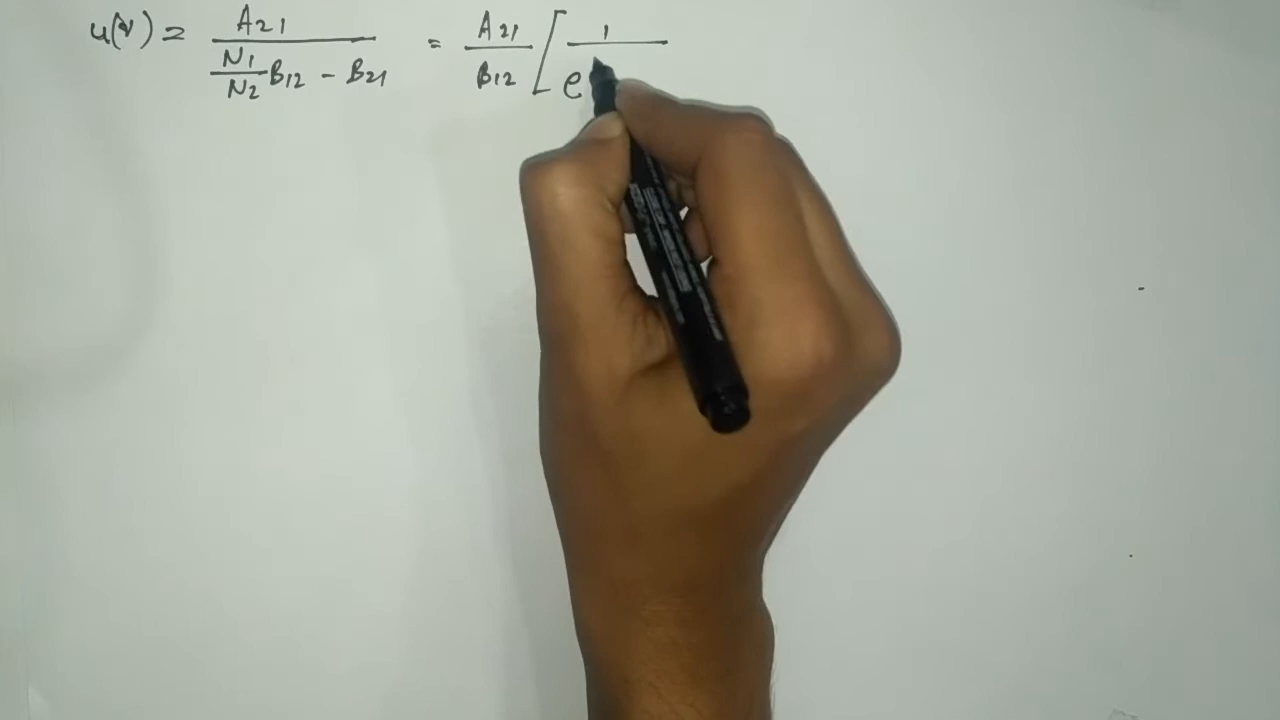 u(ν) = A21 / (N1/N2 B12 - B21) = A21/B12 [ 1 / e